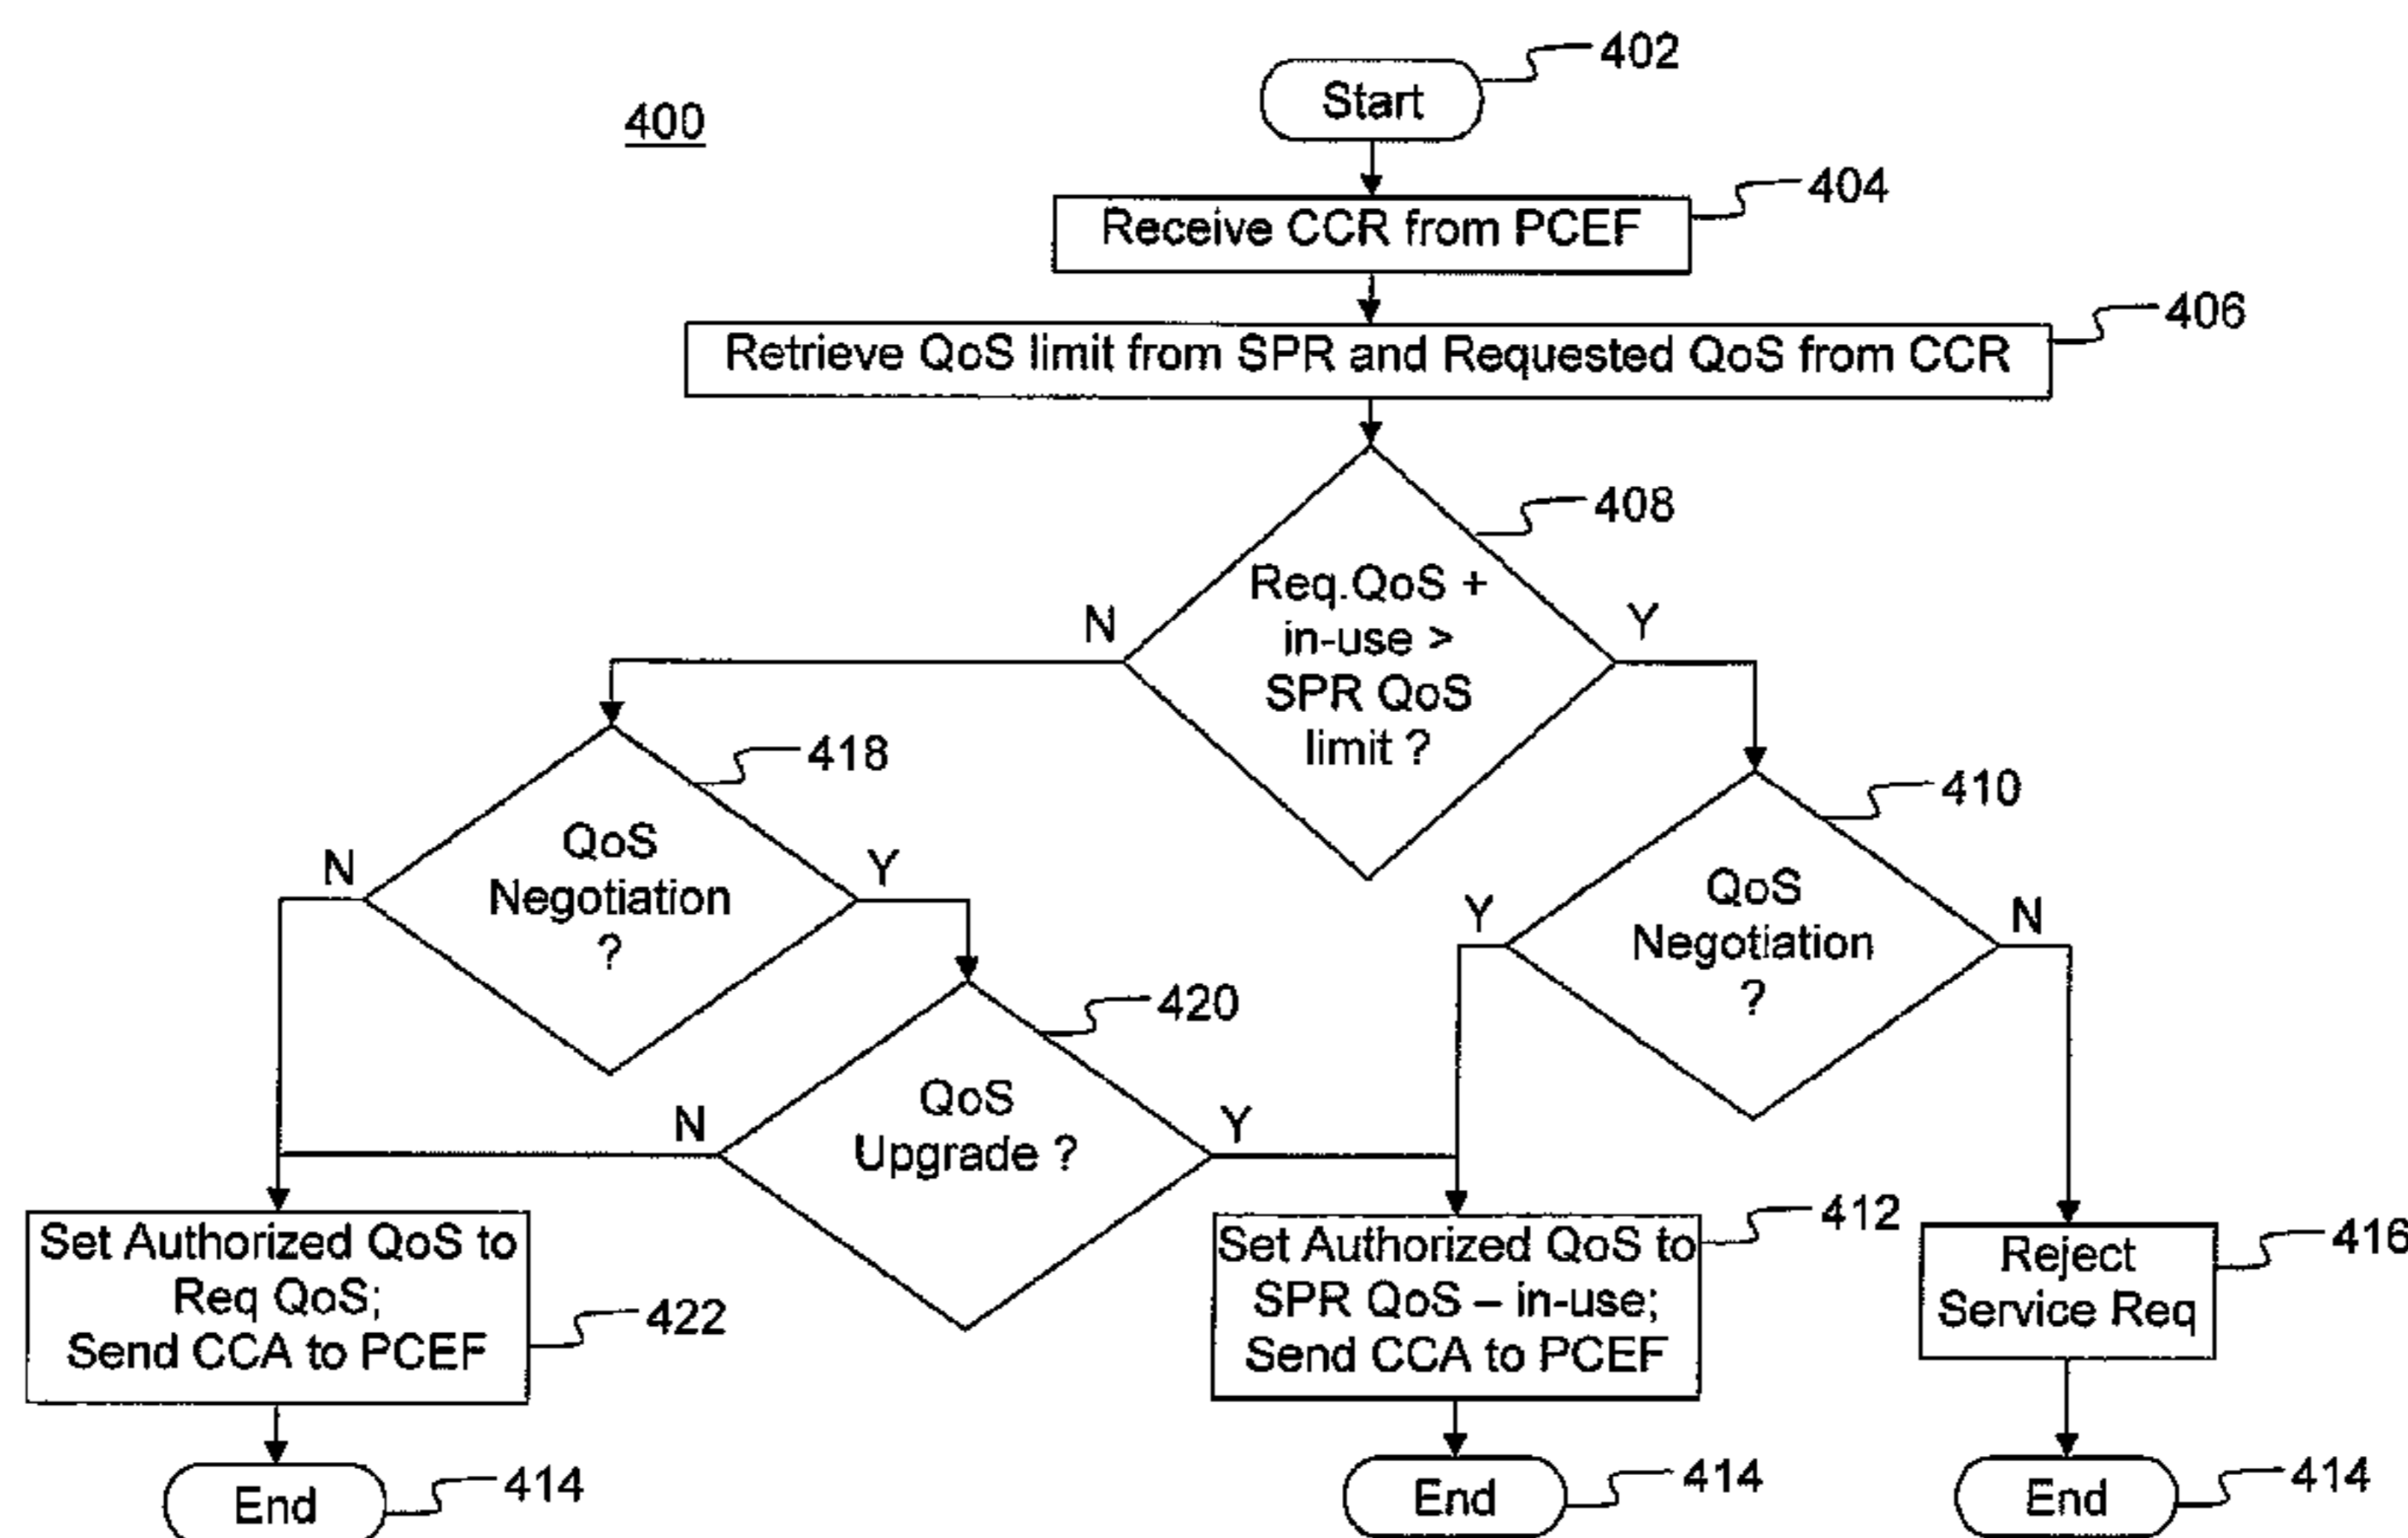 400
Start
402
Receive CCR from PCEF
404
Retrieve QoS limit from SPR and Requested QoS from CCR
406
Req.QoS +
in-use >
SPR QoS
limit ?
408
N
Y
QoS
Negotiation
?
418
N
Y
QoS
Negotiation
?
410
Y
N
QoS
Upgrade ?
420
N
Y
Set Authorized QoS to
Req QoS;
Send CCA to PCEF
422
Set Authorized QoS to
SPR QoS – in-use;
Send CCA to PCEF
412
Reject
Service Req
416
End
414
End
414
End
414